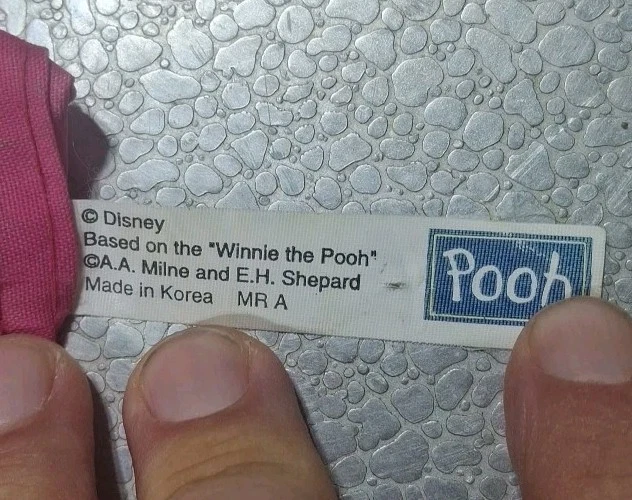 © Disney
Based on the "Winnie the Pooh"
©A.A. Milne and E.H. Shepard
Made in Korea MR A
Pooh